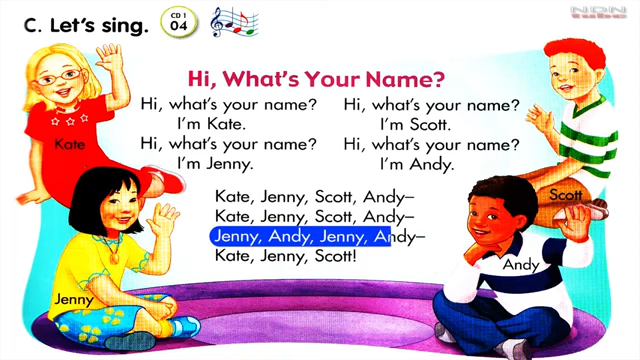 C. Let's sing.
CD 1
04
NDN
tube
Hi, What's Your Name?
Hi, what's your name?
I'm Kate.
Hi, what's your name?
I'm Jenny.
Hi, what's your name?
I'm Scott.
Hi, what's your name?
I'm Andy.
Kate, Jenny, Scott, Andy–
Kate, Jenny, Scott, Andy–
Jenny, Andy, Jenny, Andy–
Kate, Jenny, Scott!
Kate
Jenny
Scott
Andy